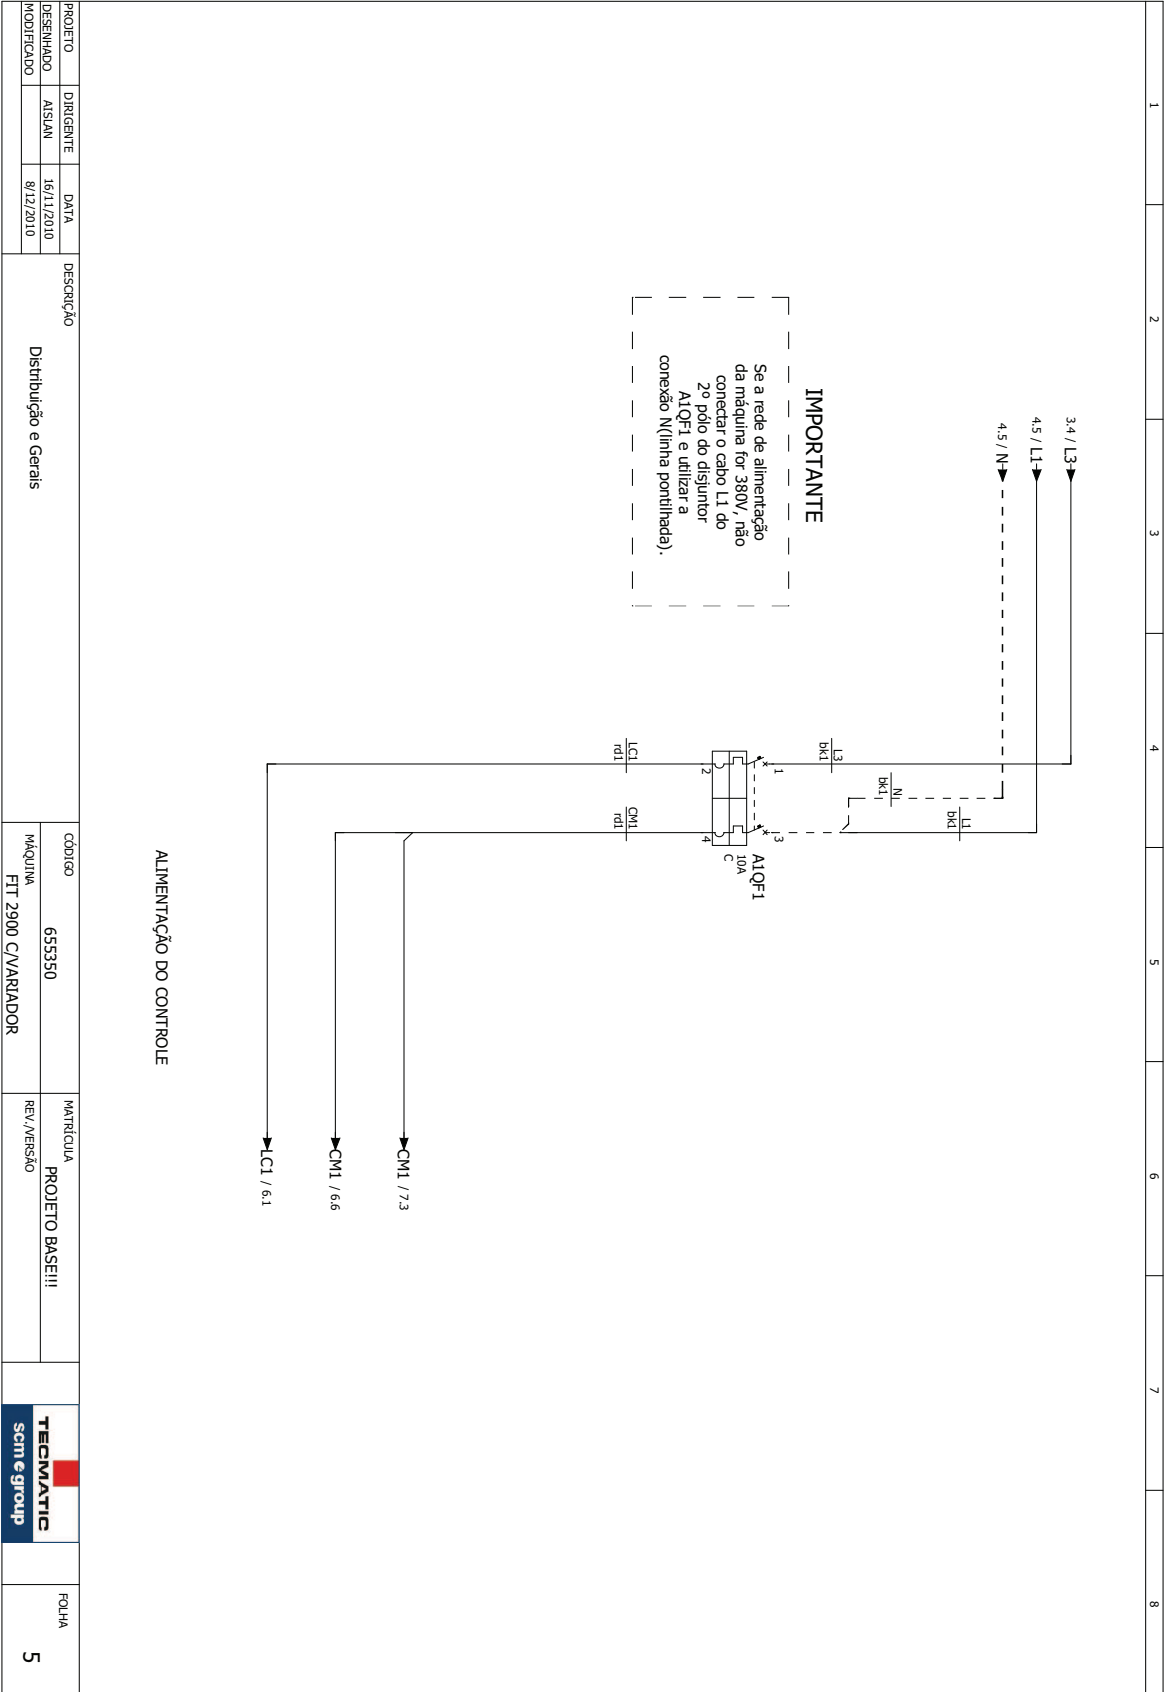 1
2
3
4
5
6
7
8
3.4 / L3
4.5 / L1
4.5 / N
IMPORTANTE
Se a rede de alimentação
da máquina for 380V, não
conectar o cabo L1 do
2º pólo do disjuntor
A1QF1 e utilizar a
conexão N(linha pontilhada).
L1
bk1
N
bk1
L3
bk1
1
3
A1QF1
10A
C
2
4
LC1
rd1
CM1
rd1
CM1 / 7.3
CM1 / 6.6
LC1 / 6.1
ALIMENTAÇÃO DO CONTROLE
PROJETO
DIRIGENTE
DATA
DESENHADO
AISLAN
16/11/2010
MODIFICADO
8/12/2010
DESCRIÇÃO
Distribuição e Gerais
CÓDIGO
655350
MÁQUINA
FIT 2900 C/VARIADOR
MATRÍCULA
PROJETO BASE!!!
REV./VERSÃO
TECMATIC
scm group
FOLHA
5